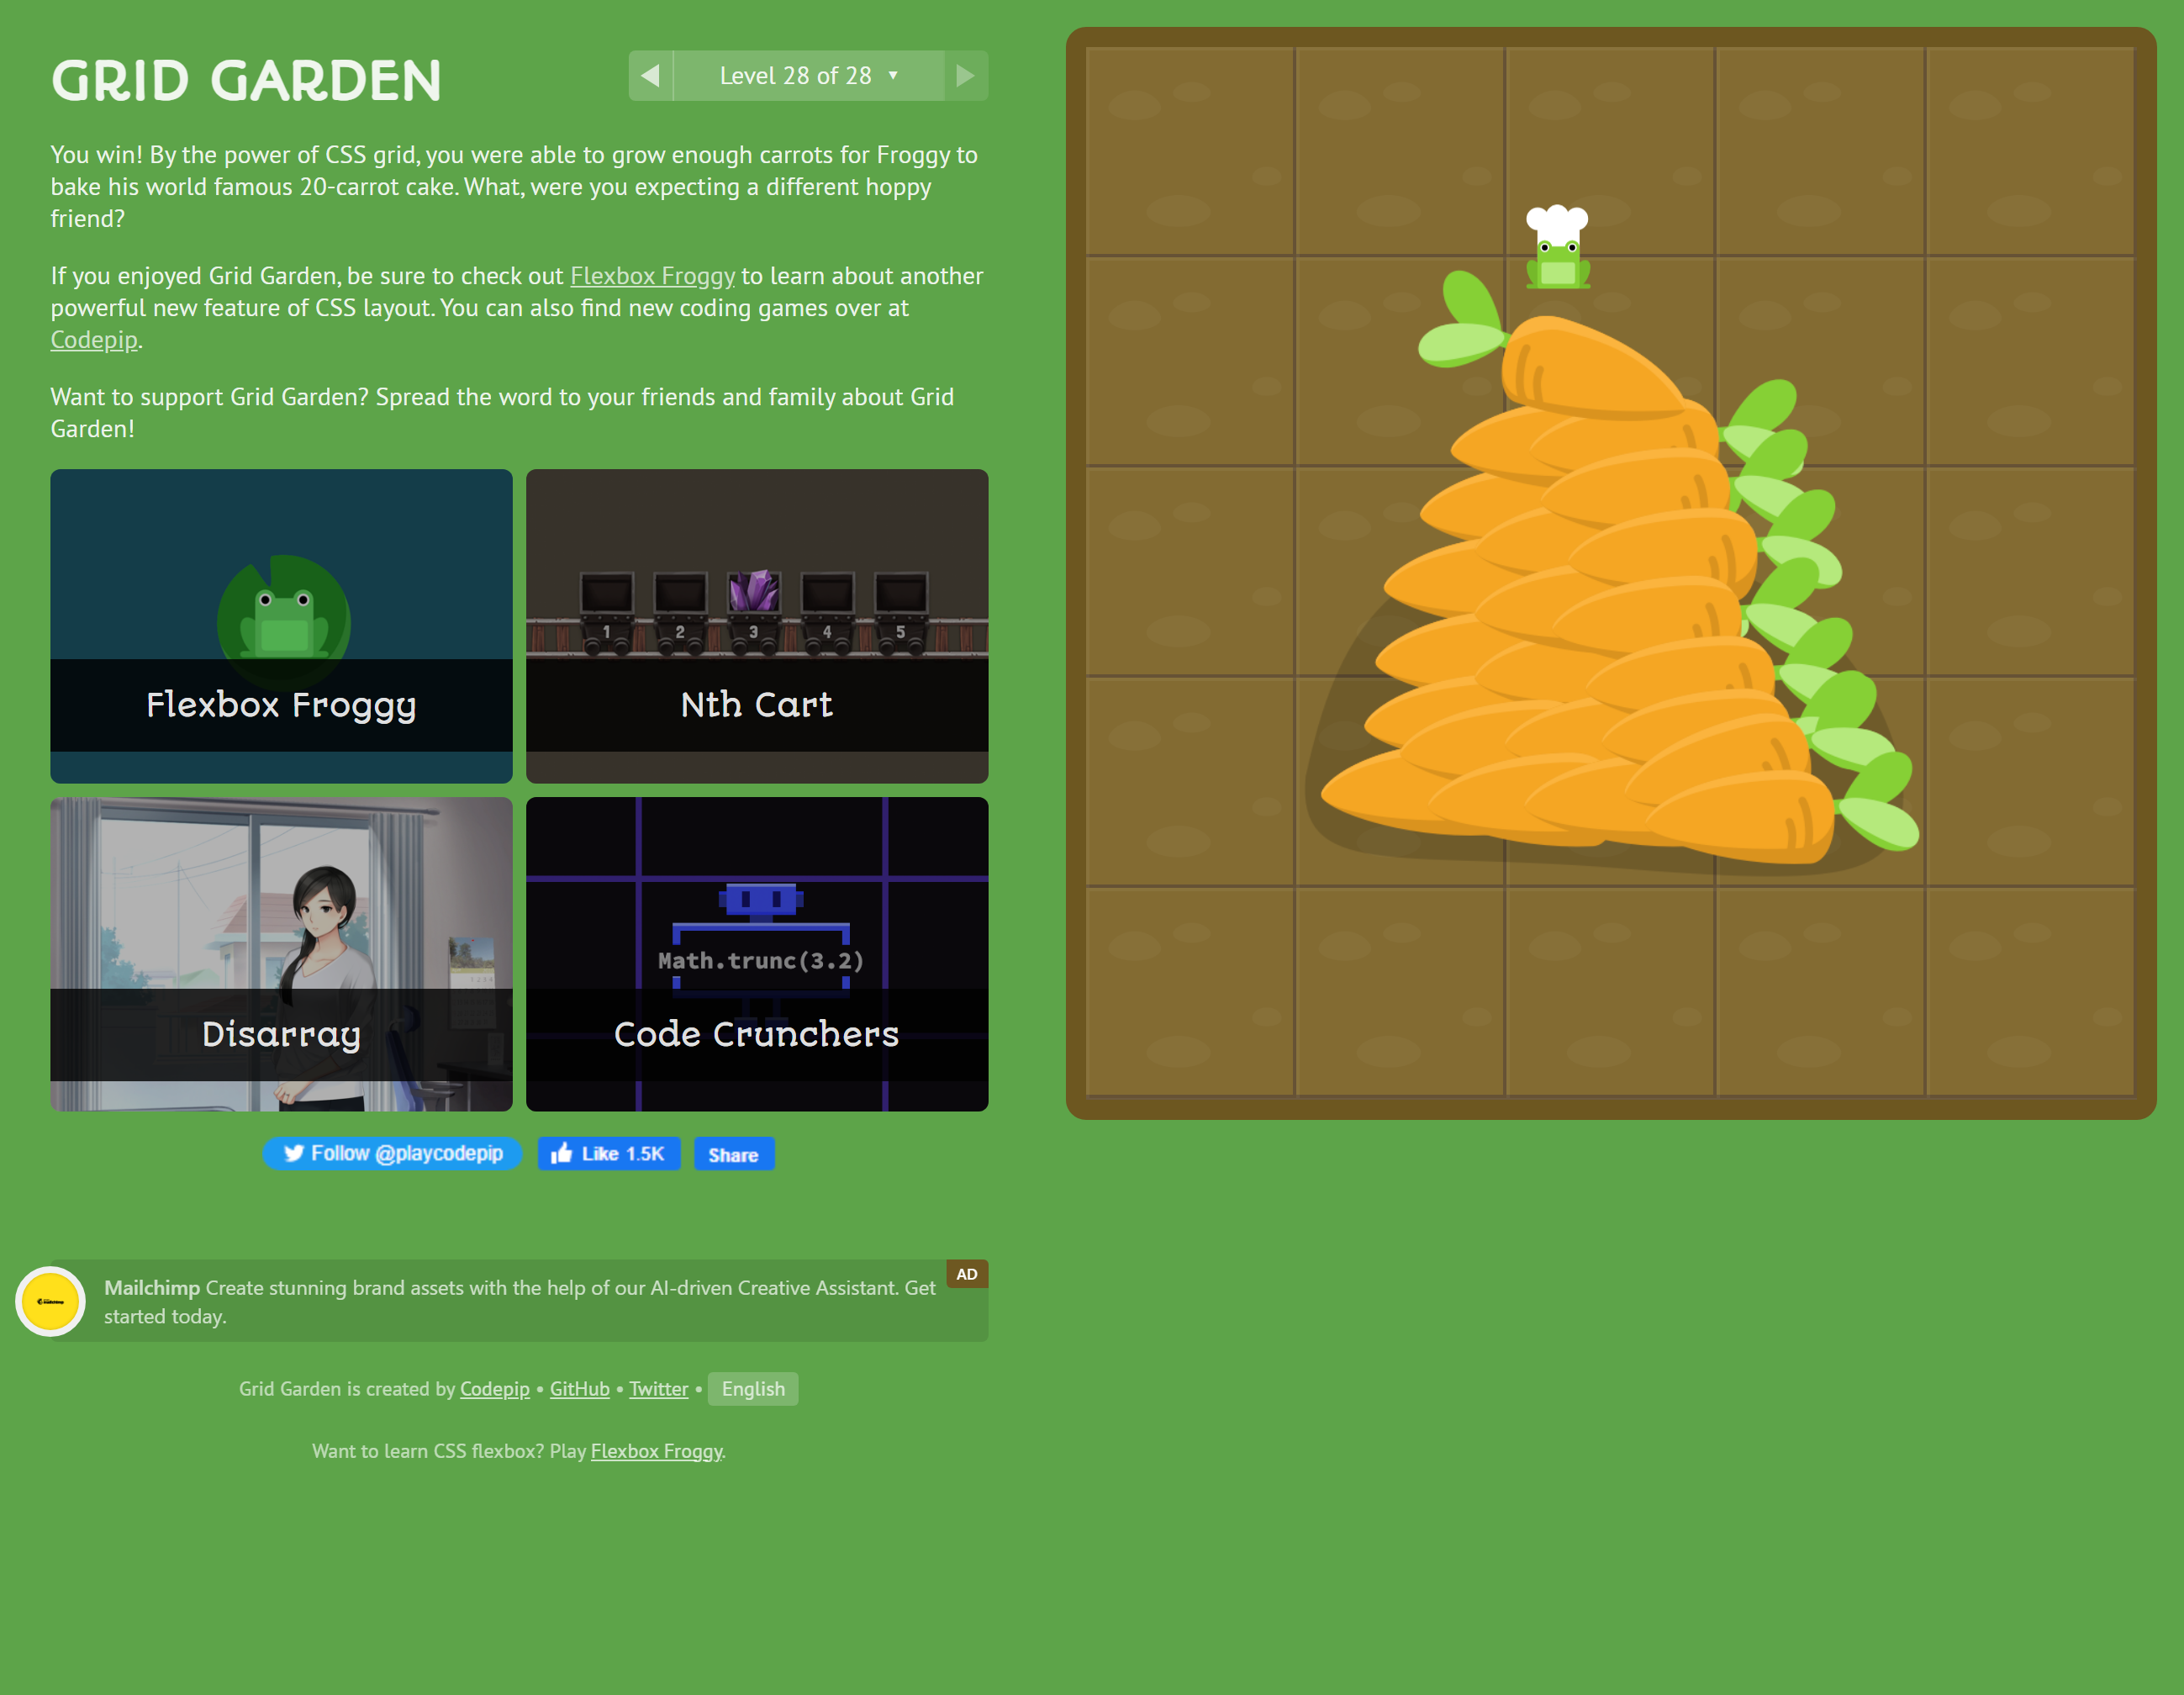 GRID GARDEN
Level 28 of 28 ▼
You win! By the power of CSS grid, you were able to grow enough carrots for Froggy to
bake his world famous 20-carrot cake. What, were you expecting a different hoppy
friend?
If you enjoyed Grid Garden, be sure to check out Flexbox Froggy to learn about another
powerful new feature of CSS layout. You can also find new coding games over at
Codepip.
Want to support Grid Garden? Spread the word to your friends and family about Grid
Garden!
Flexbox Froggy
1 2 3 4 5
Nth Cart
Disarray
Math.trunc(3.2)
Code Crunchers
Follow @playcodepip
Like 1.5K
Share
AD
Mailchimp Create stunning brand assets with the help of our AI-driven Creative Assistant. Get
started today.
Grid Garden is created by Codepip • GitHub • Twitter • English
Want to learn CSS flexbox? Play Flexbox Froggy.